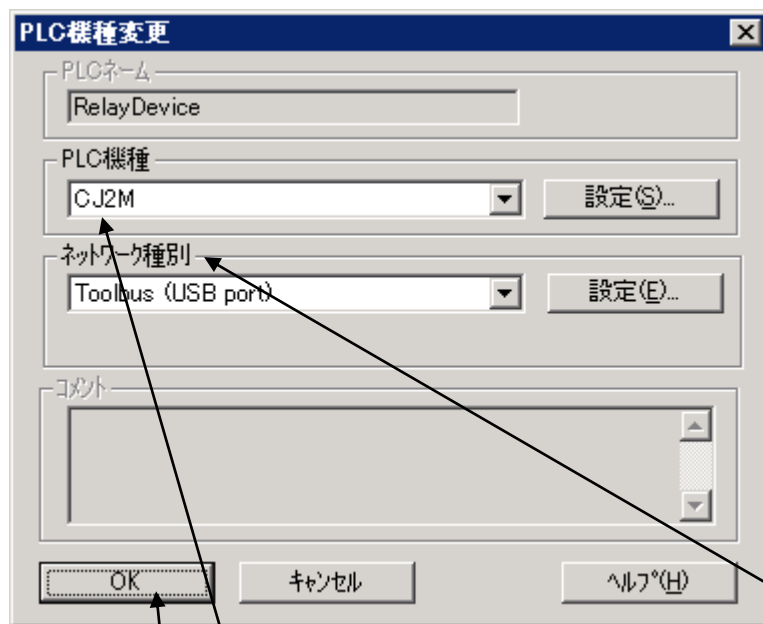 PLC機種変更
PLCネーム
RelayDevice
PLC機種
CJ2M
設定(S)...
ネットワーク種別
Toolbus (USB port)
設定(E)...
コメント
OK
キャンセル
ヘルプ(H)